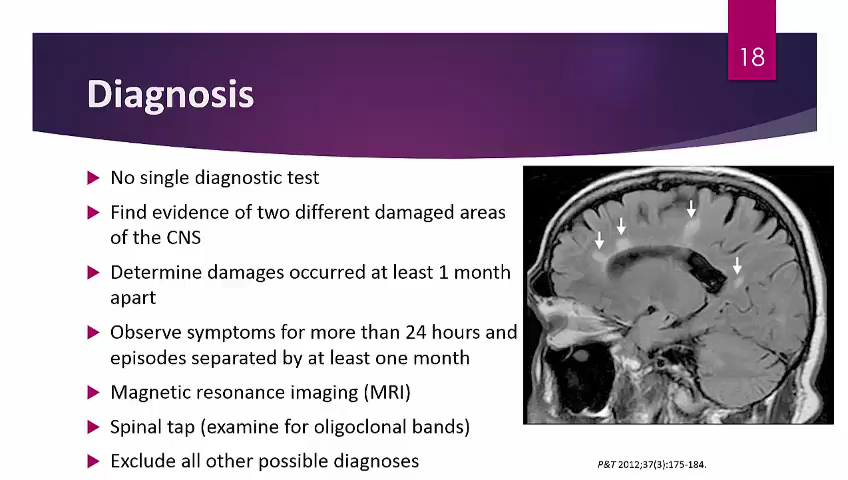 18
Diagnosis
No single diagnostic test
Find evidence of two different damaged areas
of the CNS
Determine damages occurred at least 1 month
apart
Observe symptoms for more than 24 hours and
episodes separated by at least one month
Magnetic resonance imaging (MRI)
Spinal tap (examine for oligoclonal bands)
Exclude all other possible diagnoses
P&T 2012;37(3):175-184.